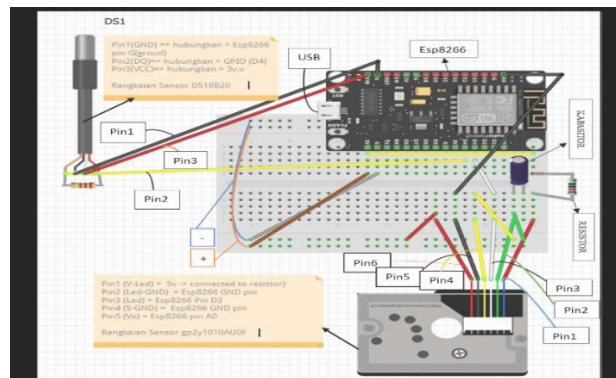 DS1
Pin1(GND) => hubungkan > Esp8266
pin G(groud)
Pin2(DQ)=> hubungkan > GPIO (D4)
Pin3(VCC)=> hubungkan > 3v.v
Rangkaian Sensor DS18B20
USB
Esp8266
RST
FLASH
KAPASITOR
RESISTOR
Pin1
Pin3
Pin2
-
+
Pin6
Pin5
Pin4
Pin3
Pin2
Pin1
Pin1 (V-Led) = 5v -> connected to resistor)
Pin2 (Led-GND) = Esp8266 GND pin
Pin3 (Led) = Esp8266 Pin D3
Pin4 (S-GND) = Esp8266 GND pin
Pin5 (Vo) = Esp8266 pin A0
Rangkaian Sensor gp2y1010AU0F